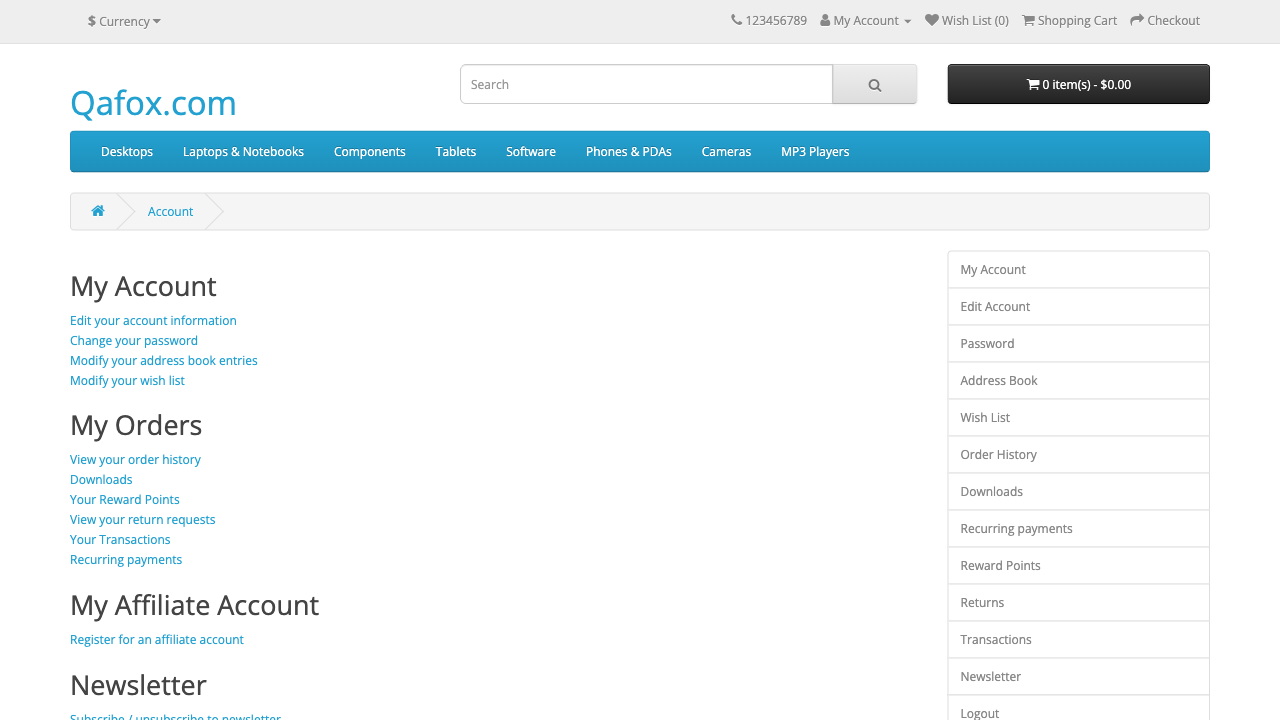 $ Currency
123456789 My Account Wish List (0) Shopping Cart Checkout
Qafox.com
Search
0 item(s) - $0.00
Desktops Laptops & Notebooks Components Tablets Software Phones & PDAs Cameras MP3 Players
Account
My Account
Edit your account information
Change your password
Modify your address book entries
Modify your wish list
My Orders
View your order history
Downloads
Your Reward Points
View your return requests
Your Transactions
Recurring payments
My Affiliate Account
Register for an affiliate account
Newsletter
Subscribe / unsubscribe to newsletter
My Account
Edit Account
Password
Address Book
Wish List
Order History
Downloads
Recurring payments
Reward Points
Returns
Transactions
Newsletter
Logout